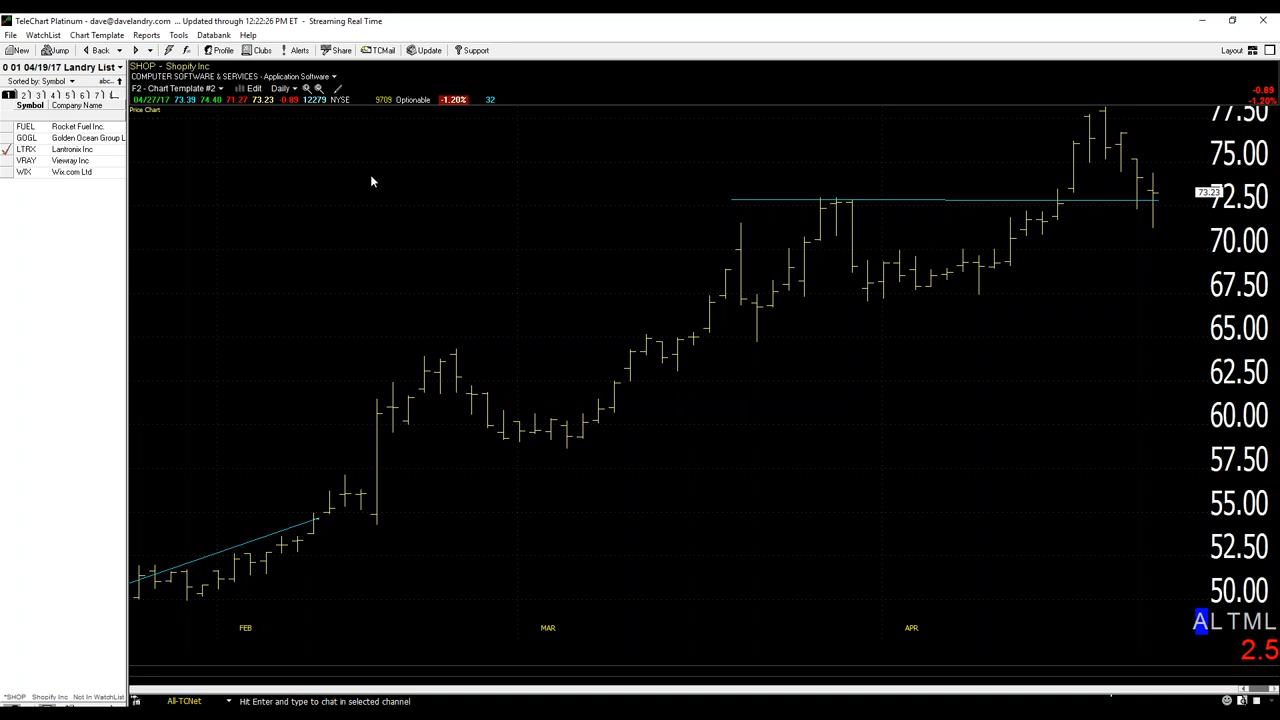 TeleChart Platinum - dave@davelandry.com ... Updated through 12:22:26 PM ET - Streaming Real Time
File WatchList Chart Template Reports Tools Databank Help
New Jump Back Profile Clubs Alerts Share TCMail Update Support Layout
0 01 04/19/17 Landry List
Sorted by: Symbol abc..
1 2 3 4 5 6 7
Symbol Company Name
FUEL Rocket Fuel Inc.
GOGL Golden Ocean Group L
LTRX Lantronix Inc
VRAY Viewray Inc
WIX Wix.com Ltd
SHOP - Shopify Inc
COMPUTER SOFTWARE & SERVICES - Application Software
F2 - Chart Template #2 Edit Daily
04/27/17 73.39 74.40 71.27 73.23 -0.89 12279 NYSE 9709 Optionable -1.20% 32
-0.89
-1.20%
Price Chart
77.50
75.00
73.23
72.50
70.00
67.50
65.00
62.50
60.00
57.50
55.00
52.50
50.00
FEB MAR APR
ALTML
2.5
*SHOP Shopify Inc Not In WatchList
All-TCNet Hit Enter and type to chat in selected channel